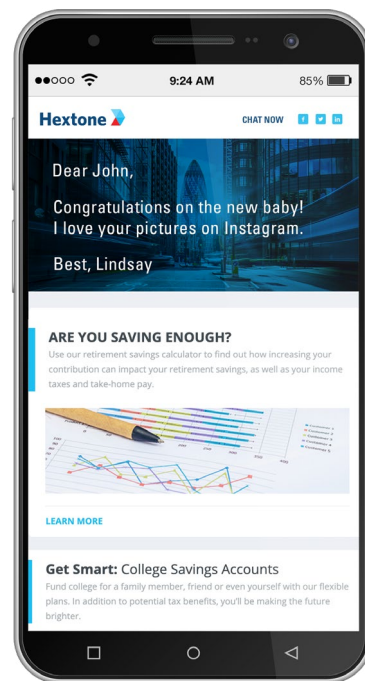 9:24 AM
85%
Hextone
CHAT NOW
Dear John,
Congratulations on the new baby!
I love your pictures on Instagram.
Best, Lindsay
ARE YOU SAVING ENOUGH?
Use our retirement savings calculator to find out how increasing your
contribution can impact your retirement savings, as well as your income
taxes and take-home pay.
LEARN MORE
Get Smart: College Savings Accounts
Fund college for a family member, friend or even yourself with our flexible
plans. In addition to potential tax benefits, you'll be making the future
brighter.